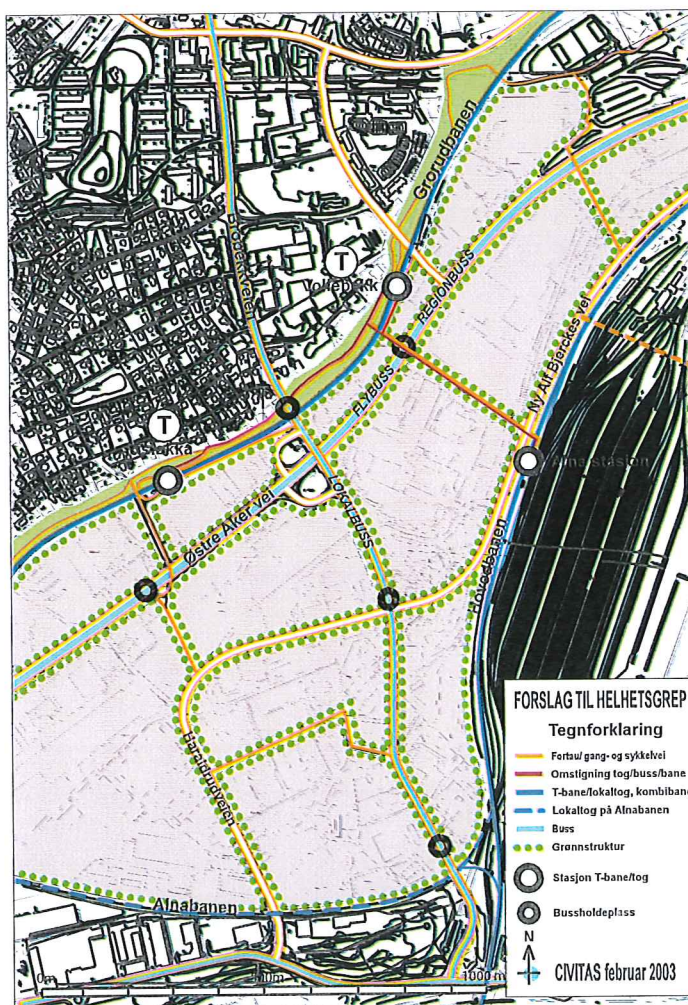 Grorudbanen
T
REGIONBUSS
FLYBUSS
Ny Alf Bjerckes vei
T
Alna stasjon
Østre Aker vei
LOKALBUSS
Hovedbanen
Haraldrudveien
Alnabanen
0m
1000 m
FORSLAG TIL HELHETSGREP
Tegnforklaring
Fortau/ gang- og sykkelvei
Omstigning tog/buss/bane
T-bane/lokaltog, kombibane
Lokaltog på Alnabanen
Buss
Grønnstruktur
Stasjon T-bane/tog
Bussholdeplass
N
CIVITAS februar 2003